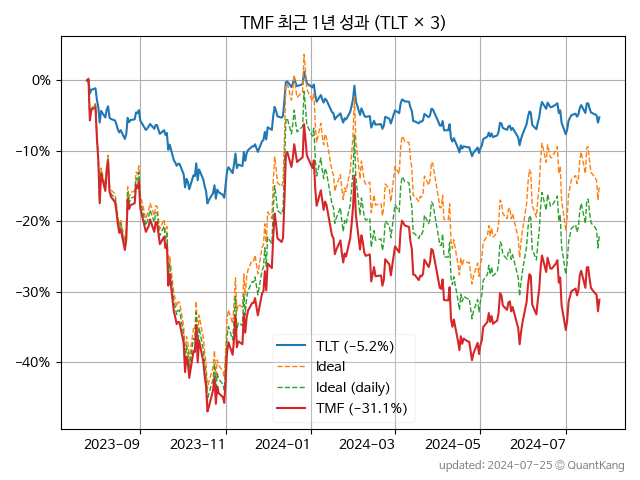 TMF 최근 1년 성과 (TLT × 3)
0%
−10%
−20%
−30%
−40%
TLT (−5.2%)
Ideal
Ideal (daily)
TMF (−31.1%)
2023-09 2023-11 2024-01 2024-03 2024-05 2024-07
updated: 2024-07-25 © QuantKang